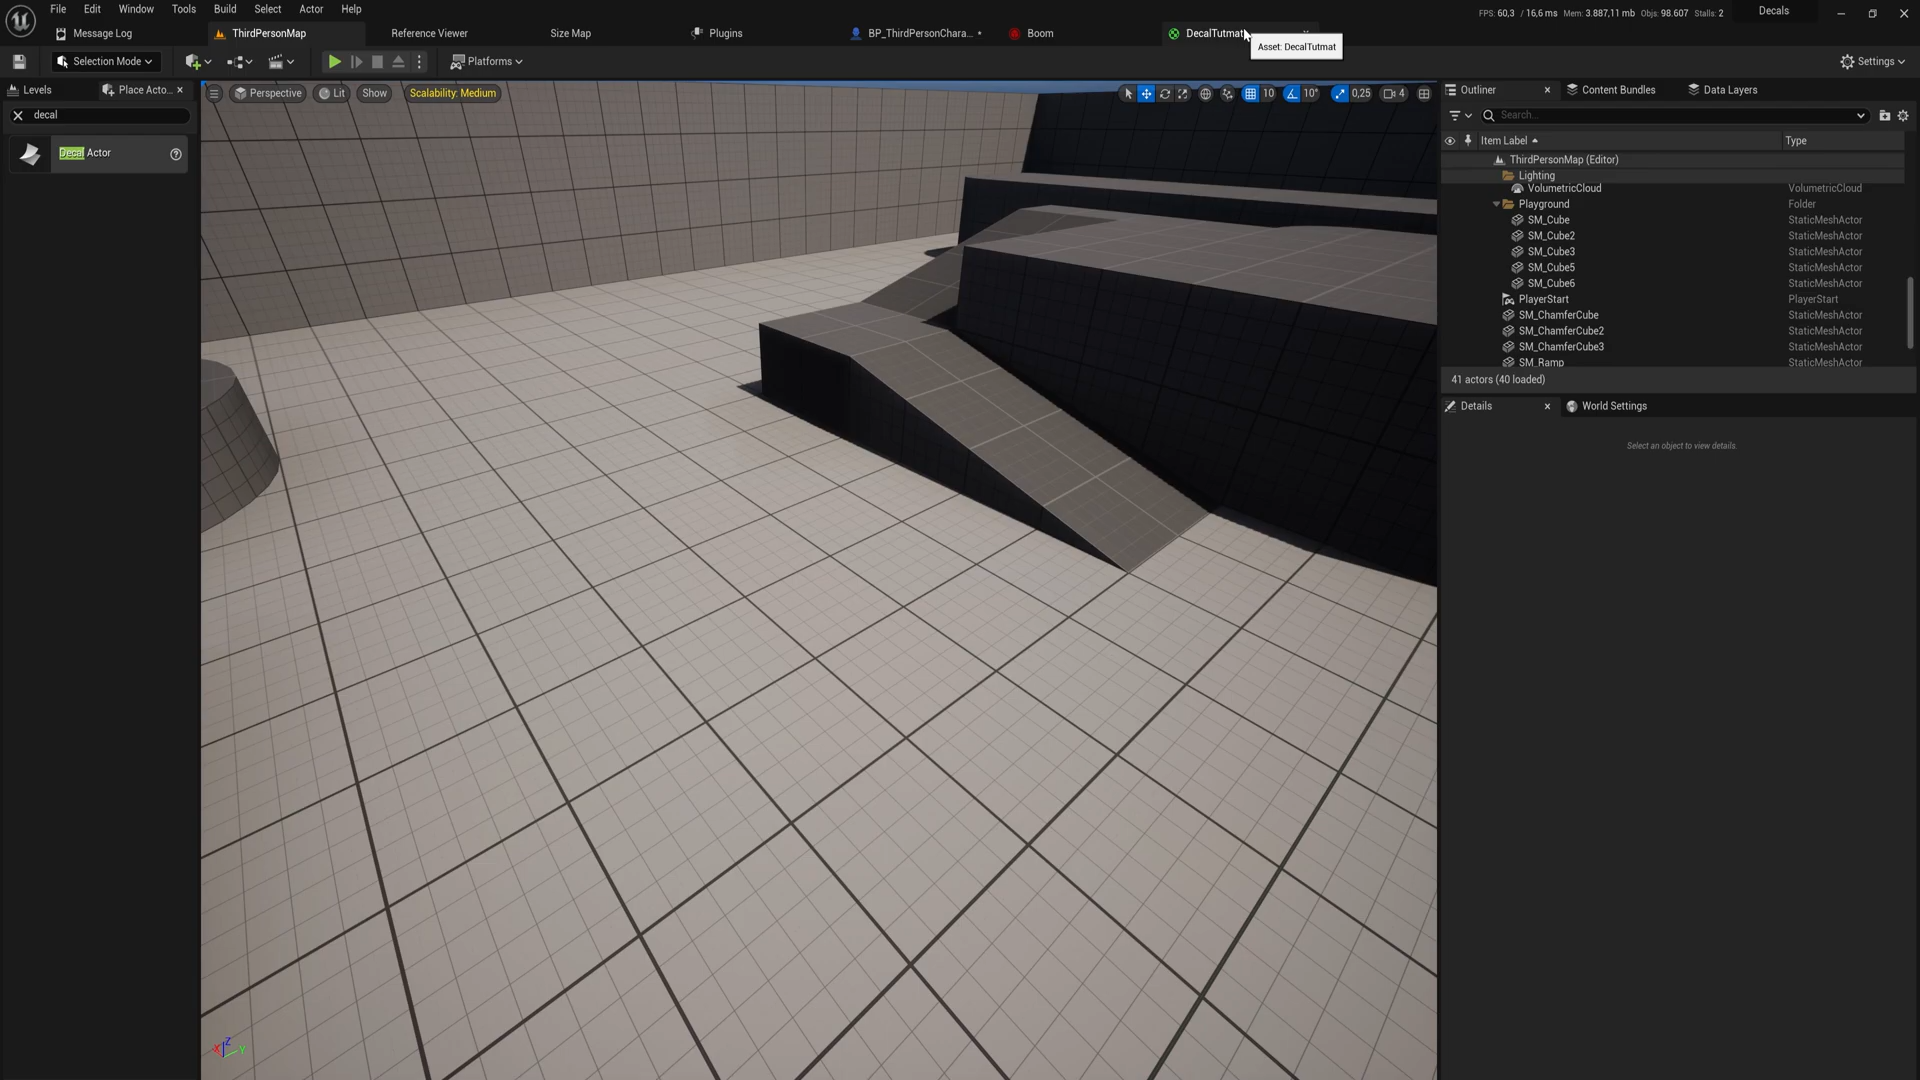 File Edit Window Tools Build Select Actor Help
FPS: 60,3 / 16,6 ms Mem: 3.887,11 mb Objs: 98.607 Stalls: 2 Decals
Message Log ThirdPersonMap Reference Viewer Size Map Plugins BP_ThirdPersonChara... • Boom DecalTutmat
Asset: DecalTutmat
Selection Mode Platforms Settings
Levels Place Acto...
decal
Decal Actor
Perspective Lit Show Scalability: Medium 10 10° 0,25 4
Outliner Content Bundles Data Layers
Search...
Item Label Type
ThirdPersonMap (Editor)
Lighting
VolumetricCloud VolumetricCloud
Playground Folder
SM_Cube StaticMeshActor
SM_Cube2 StaticMeshActor
SM_Cube3 StaticMeshActor
SM_Cube5 StaticMeshActor
SM_Cube6 StaticMeshActor
PlayerStart PlayerStart
SM_ChamferCube StaticMeshActor
SM_ChamferCube2 StaticMeshActor
SM_ChamferCube3 StaticMeshActor
SM_Ramp StaticMeshActor
41 actors (40 loaded)
Details World Settings
Select an object to view details.
X Z Y